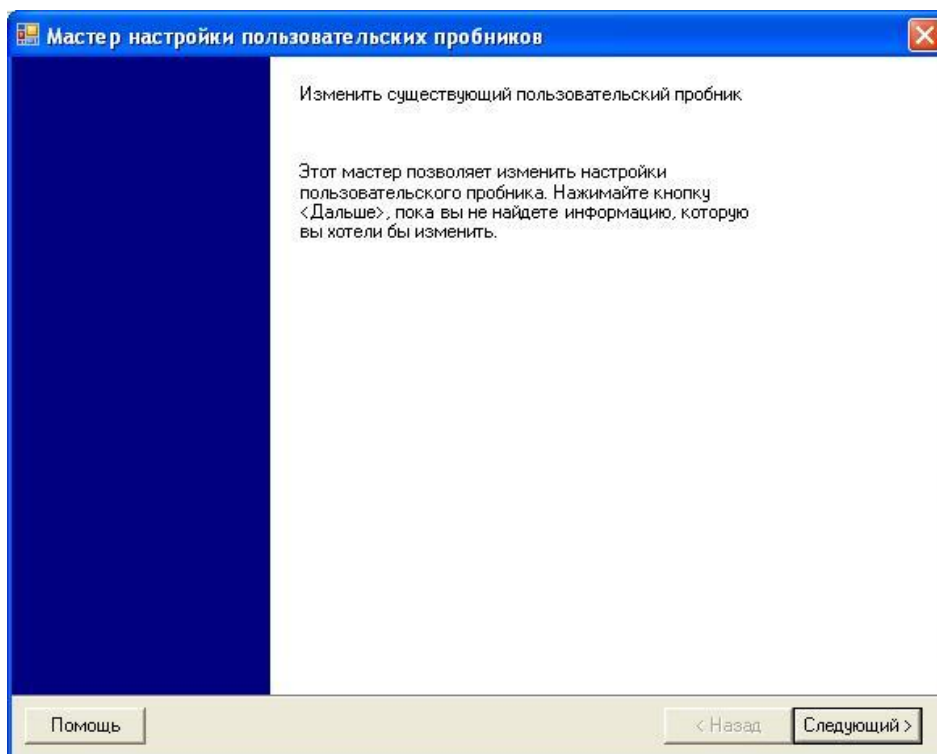 Мастер настройки пользовательских пробников
Изменить существующий пользовательский пробник
Этот мастер позволяет изменить настройки
пользовательского пробника. Нажимайте кнопку
<Дальше>, пока вы не найдете информацию, которую
вы хотели бы изменить.
Помощь
< Назад
Следующий >